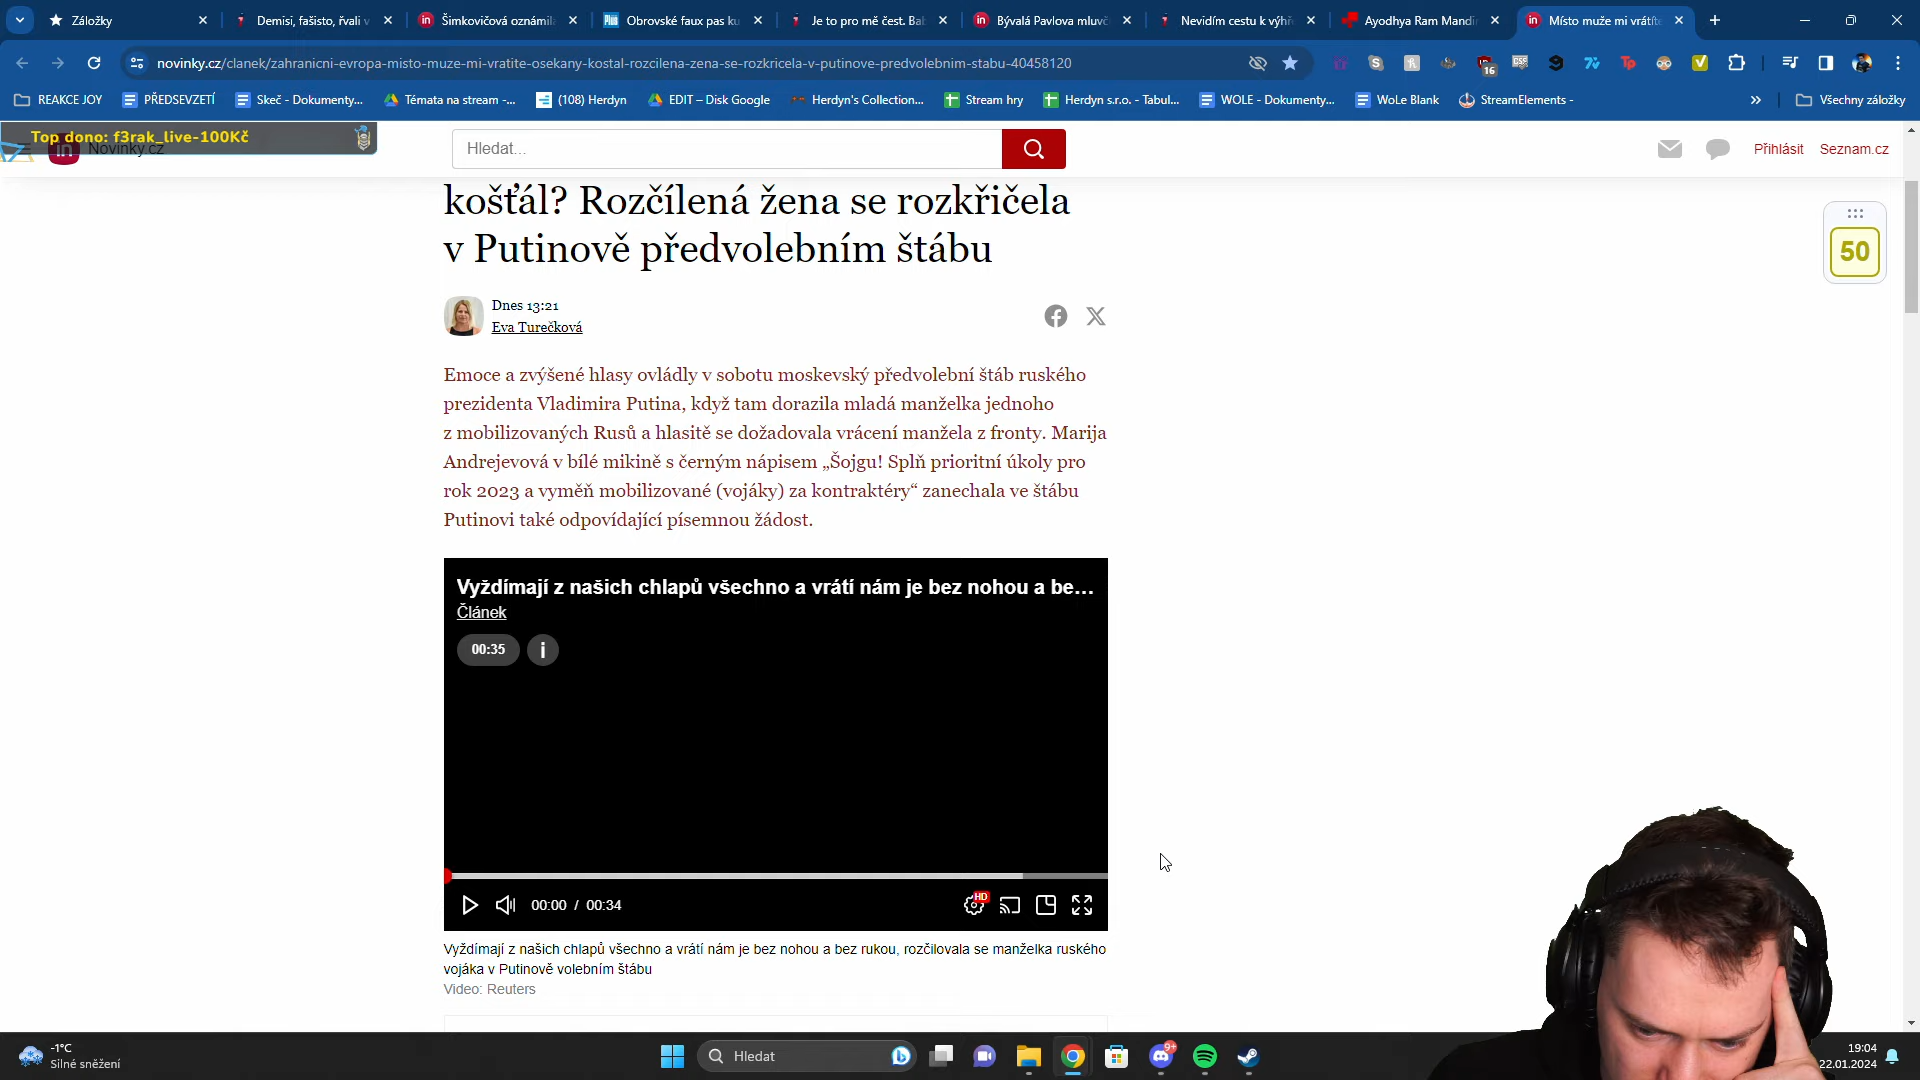 Záložky
Demisi, fašisto, řvali v
Šimkovičová oznámil
Obrovské faux pas ku
Je to pro mě čest. Bab
Bývalá Pavlova mluvč
Nevidím cestu k výhř
Ayodhya Ram Mandi
Místo muže mi vrátíte
novinky.cz/clanek/zahranicni-evropa-misto-muze-mi-vratite-osekany-kostal-rozcilena-zena-se-rozkricela-v-putinove-predvolebnim-stabu-40458120
16
REAKCE JOY
PŘEDSEVZETÍ
Skeč - Dokumenty...
Témata na stream -...
(108) Herdyn
EDIT – Disk Google
Herdyn's Collection...
Stream hry
Herdyn s.r.o. - Tabul...
WOLE - Dokumenty...
WoLe Blank
StreamElements -
»
Všechny záložky
Top dono: f3rak_live-100Kč
Novinky.cz
Hledat...
Přihlásit
Seznam.cz
košťál? Rozčílená žena se rozkřičela
v Putinově předvolebním štábu
50
Dnes 13:21
Eva Turečková
Emoce a zvýšené hlasy ovládly v sobotu moskevský předvolební štáb ruského
prezidenta Vladimira Putina, když tam dorazila mladá manželka jednoho
z mobilizovaných Rusů a hlasitě se dožadovala vrácení manžela z fronty. Marija
Andrejevová v bílé mikině s černým nápisem „Šojgu! Splň prioritní úkoly pro
rok 2023 a vyměň mobilizované (vojáky) za kontraktéry“ zanechala ve štábu
Putinovi také odpovídající písemnou žádost.
Vyždímají z našich chlapů všechno a vrátí nám je bez nohou a be...
Článek
00:35
i
00:00 / 00:34
HD
Vyždímají z našich chlapů všechno a vrátí nám je bez nohou a bez rukou, rozčilovala se manželka ruského
vojáka v Putinově volebním štábu
Video: Reuters
-1°C
Silné sněžení
Hledat
9+
19:04
22.01.2024